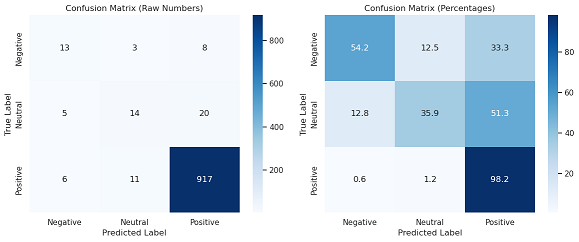 Confusion Matrix (Raw Numbers)
Negative
Neutral
Positive
True Label
13 3 8
5 14 20
6 11 917
Negative Neutral Positive
Predicted Label
800
600
400
200
Confusion Matrix (Percentages)
Negative
Neutral
Positive
True Label
54.2 12.5 33.3
12.8 35.9 51.3
0.6 1.2 98.2
Negative Neutral Positive
Predicted Label
80
60
40
20